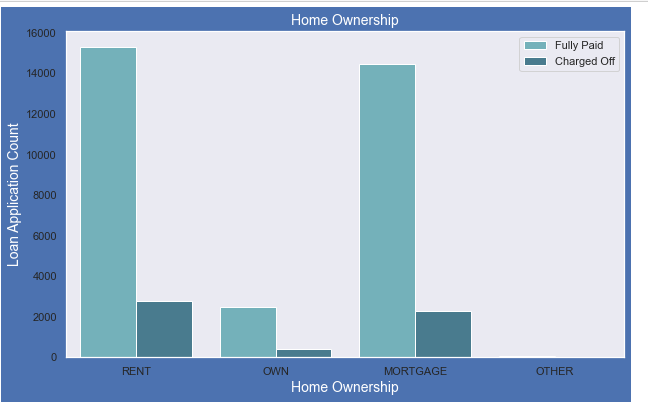 Home Ownership
Fully Paid
Charged Off
Loan Application Count
16000
14000
12000
10000
8000
6000
4000
2000
0
RENT OWN MORTGAGE OTHER
Home Ownership